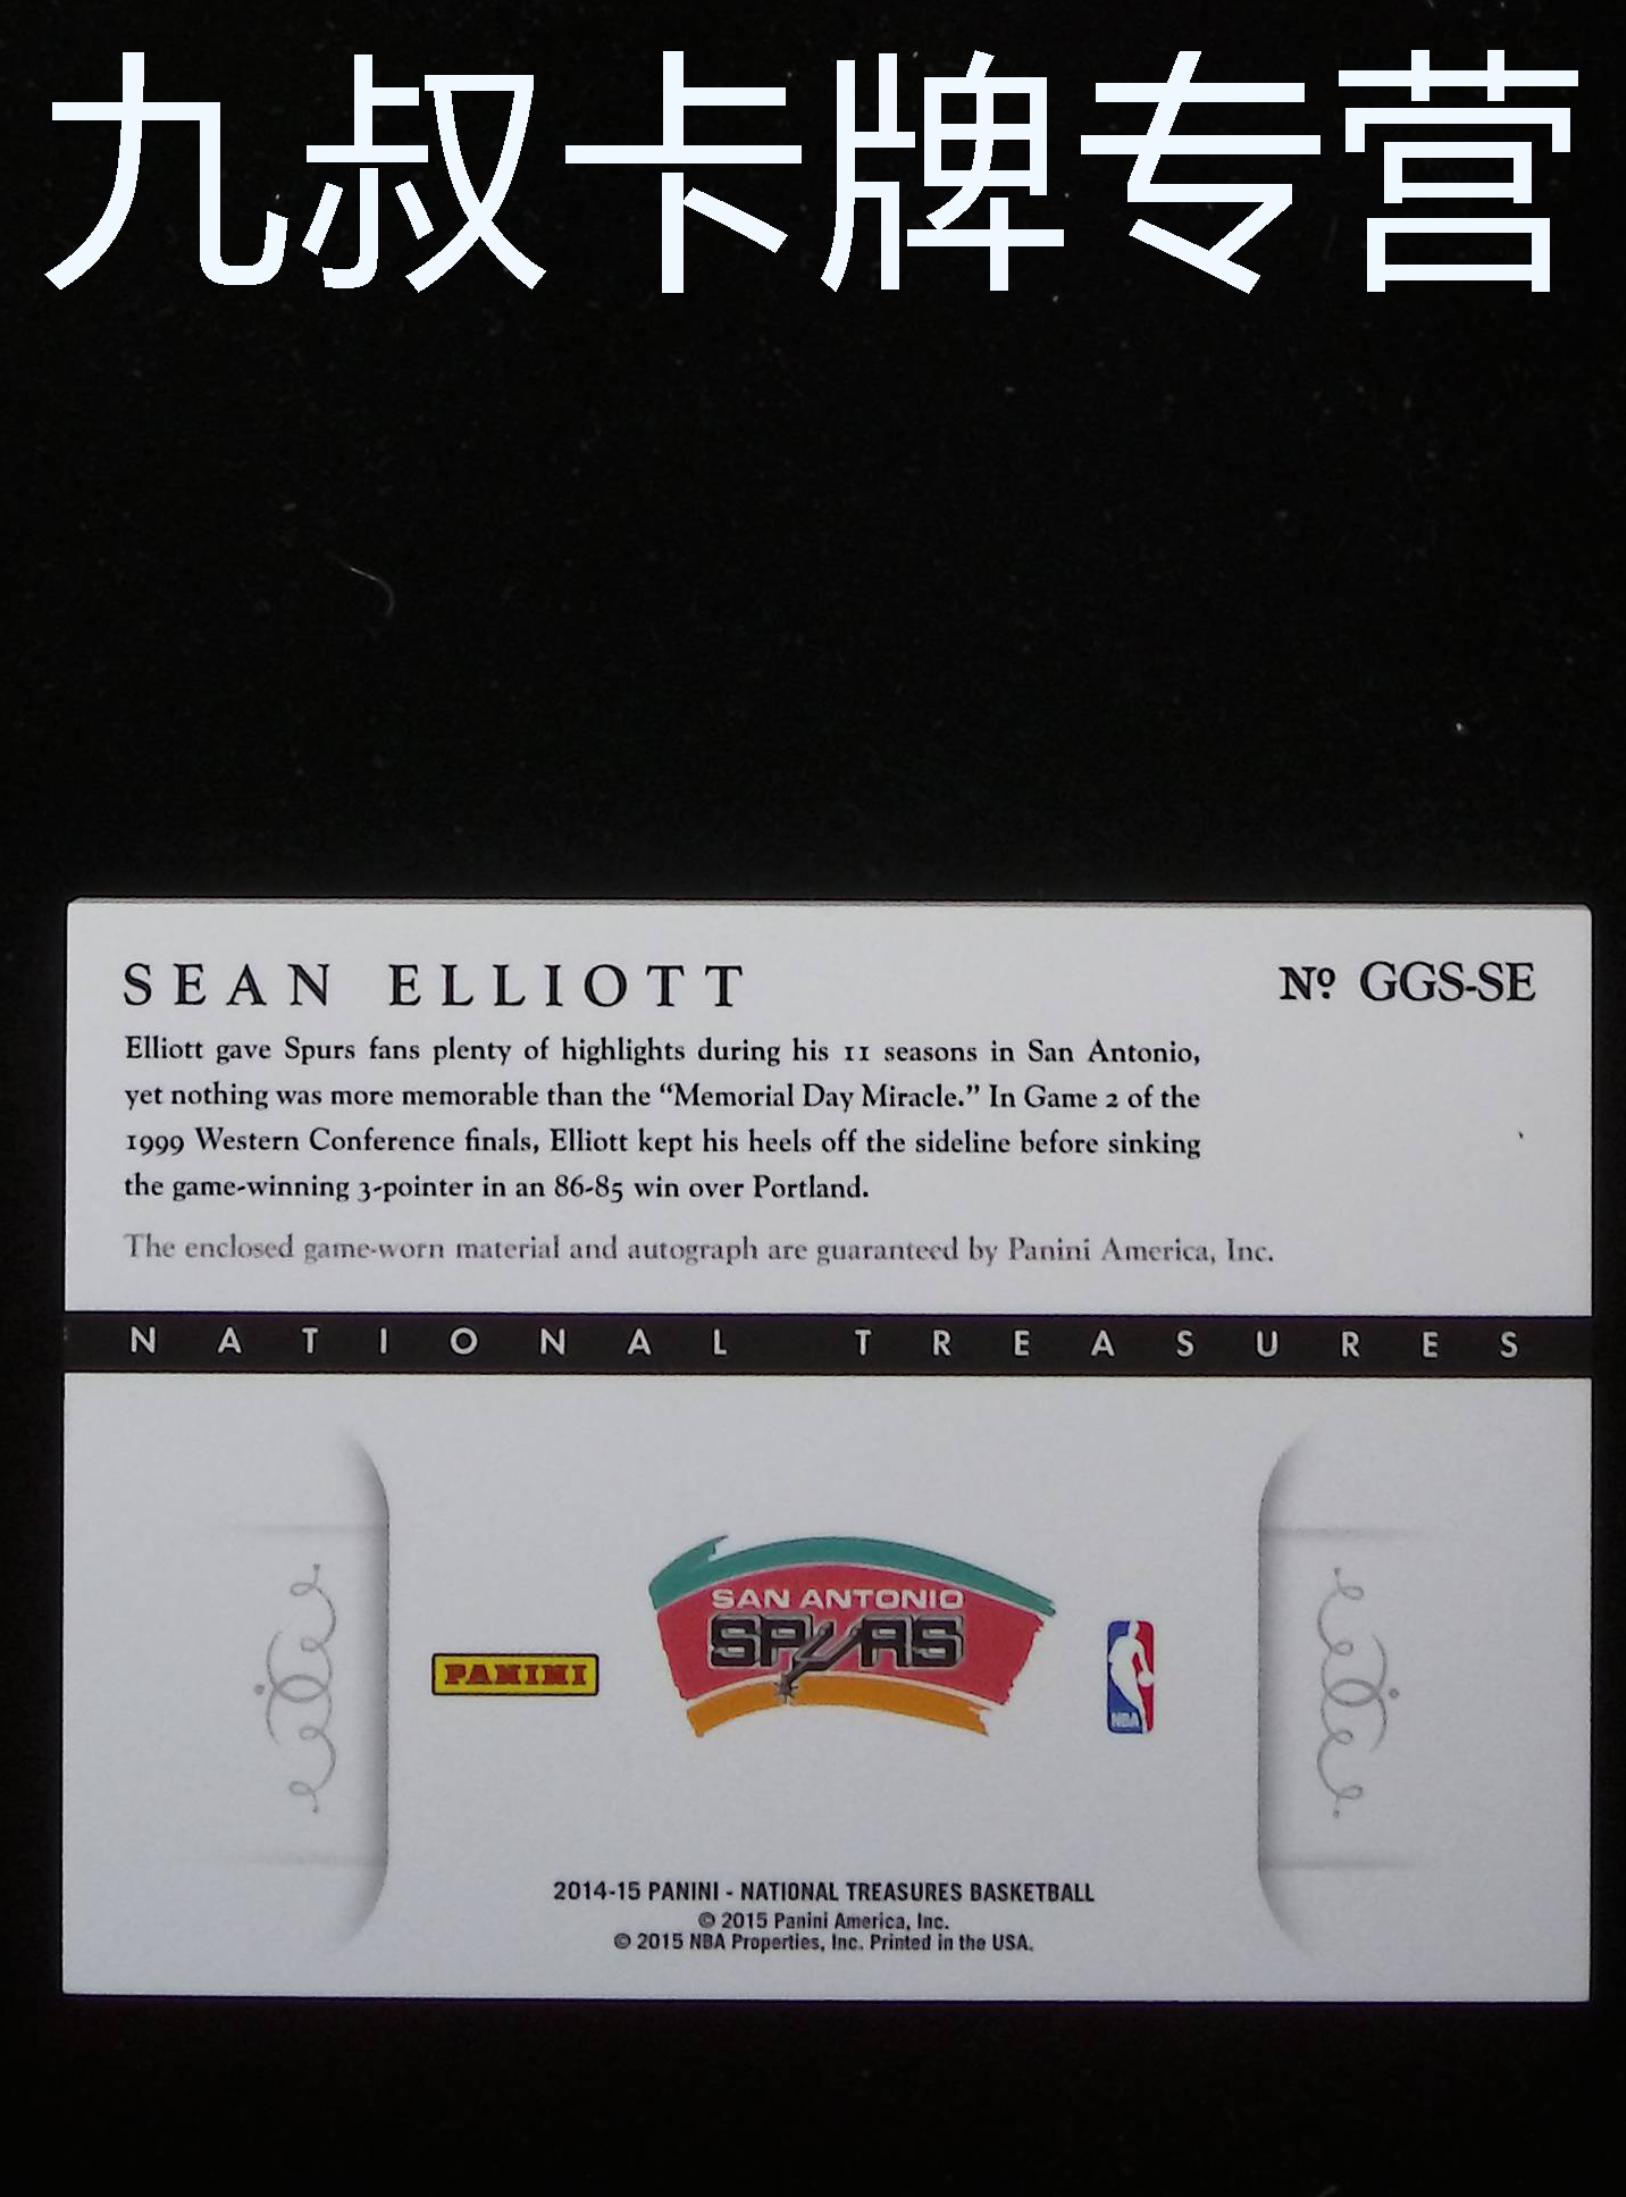 九叔卡牌专营
SEAN ELLIOTT
Nº GGS-SE
Elliott gave Spurs fans plenty of highlights during his 11 seasons in San Antonio,
yet nothing was more memorable than the “Memorial Day Miracle.” In Game 2 of the
1999 Western Conference finals, Elliott kept his heels off the sideline before sinking
the game-winning 3-pointer in an 86-85 win over Portland.
The enclosed game-worn material and autograph are guaranteed by Panini America, Inc.
NATIONAL TREASURES
SAN ANTONIO
SPURS
PANINI
NBA
2014-15 PANINI - NATIONAL TREASURES BASKETBALL
© 2015 Panini America, Inc.
© 2015 NBA Properties, Inc. Printed in the USA.